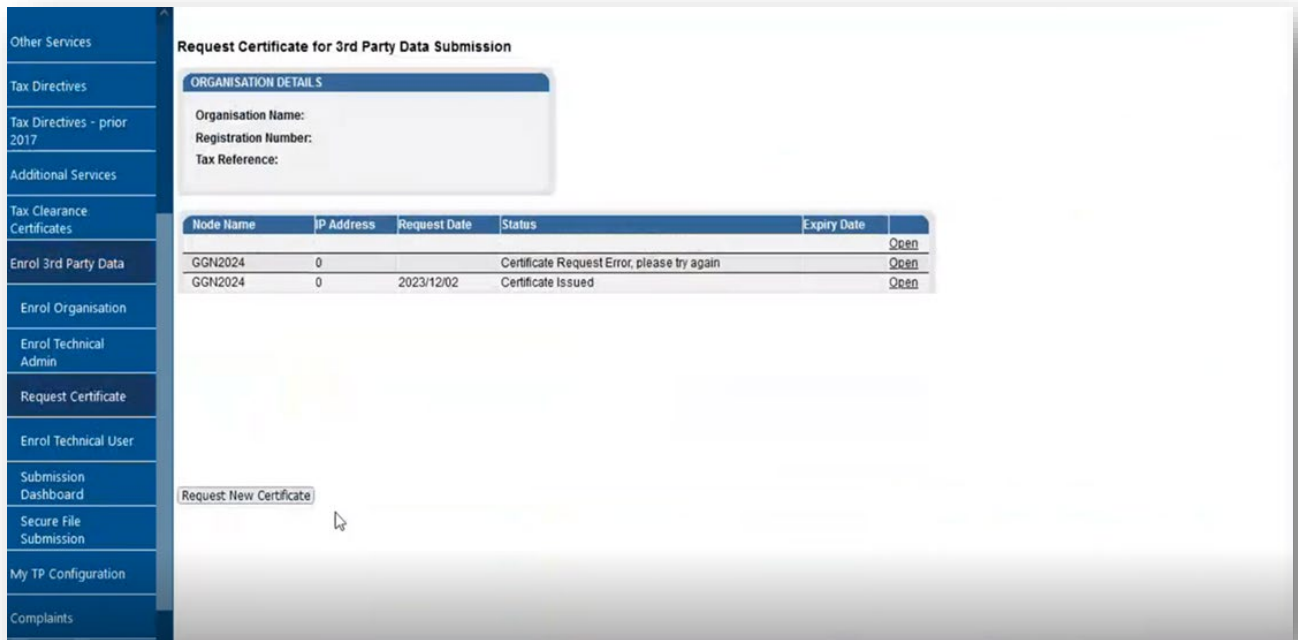 Other Services
Tax Directives
Tax Directives - prior
2017
Additional Services
Tax Clearance
Certificates
Enrol 3rd Party Data
Enrol Organisation
Enrol Technical
Admin
Request Certificate
Enrol Technical User
Submission
Dashboard
Secure File
Submission
My TP Configuration
Complaints
Request Certificate for 3rd Party Data Submission
ORGANISATION DETAILS
Organisation Name:
Registration Number:
Tax Reference:
Node Name IP Address Request Date Status Expiry Date
Open
GGN2024 0 Certificate Request Error, please try again Open
GGN2024 0 2023/12/02 Certificate Issued Open
Request New Certificate